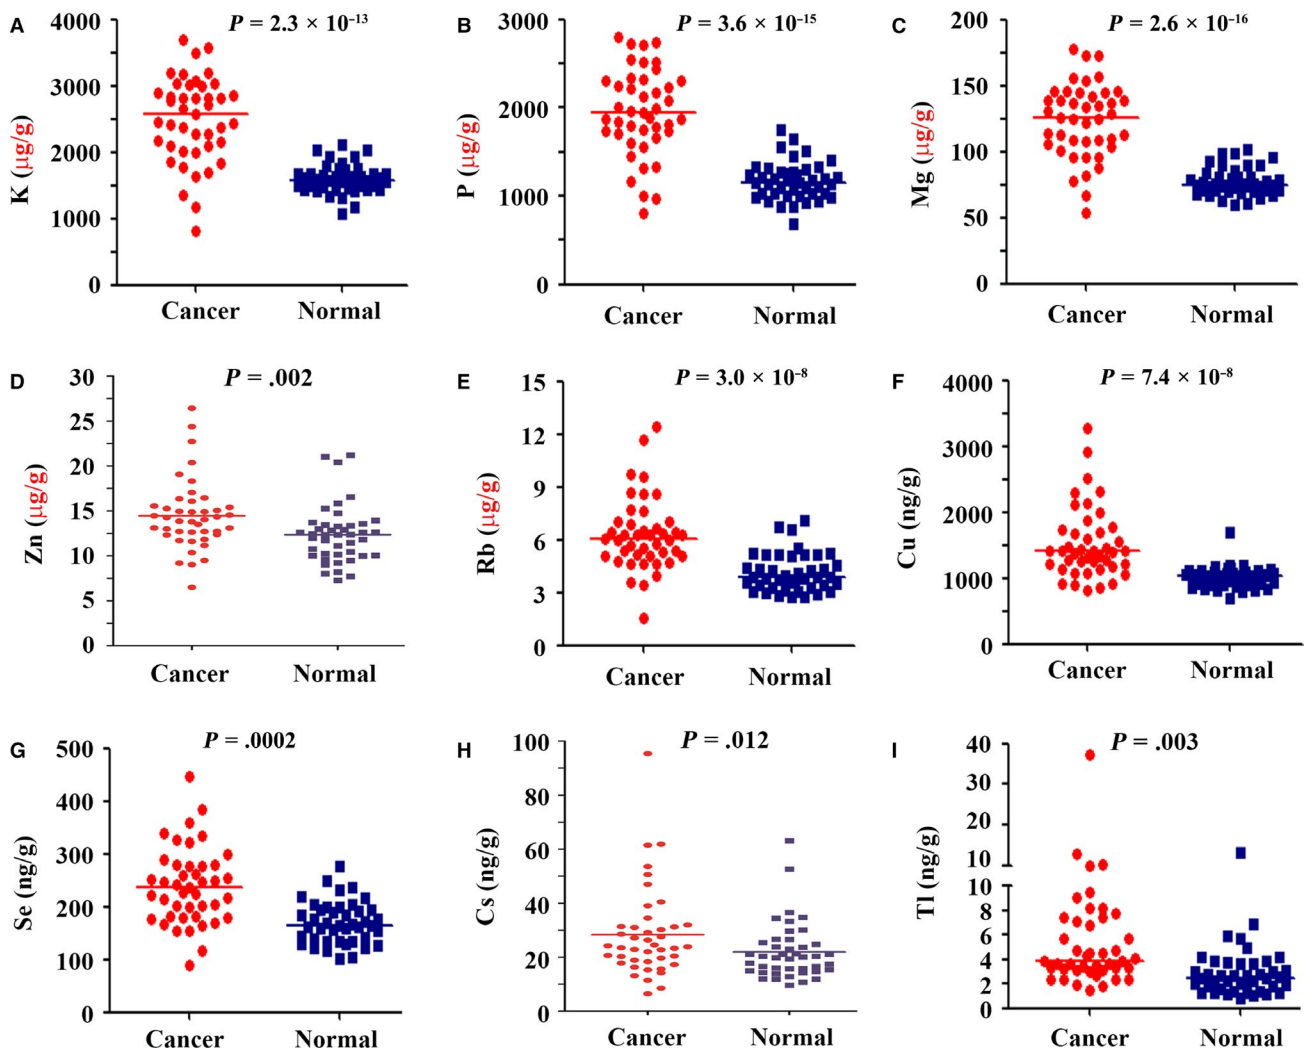 A
P = 2.3 × 10⁻¹³
K (μg/g)
4000
3000
2000
1000
0
Cancer
Normal
B
P = 3.6 × 10⁻¹⁵
P (μg/g)
3000
2000
1000
0
Cancer
Normal
C
P = 2.6 × 10⁻¹⁶
Mg (μg/g)
200
150
100
50
0
Cancer
Normal
D
P = .002
Zn (μg/g)
30
25
20
15
10
5
0
Cancer
Normal
E
P = 3.0 × 10⁻⁸
Rb (μg/g)
15
12
9
6
3
0
Cancer
Normal
F
P = 7.4 × 10⁻⁸
Cu (ng/g)
4000
3000
2000
1000
0
Cancer
Normal
G
P = .0002
Se (ng/g)
500
400
300
200
100
0
Cancer
Normal
H
P = .012
Cs (ng/g)
100
80
60
40
20
0
Cancer
Normal
I
P = .003
Tl (ng/g)
40
30
20
10
10
8
6
4
2
0
Cancer
Normal